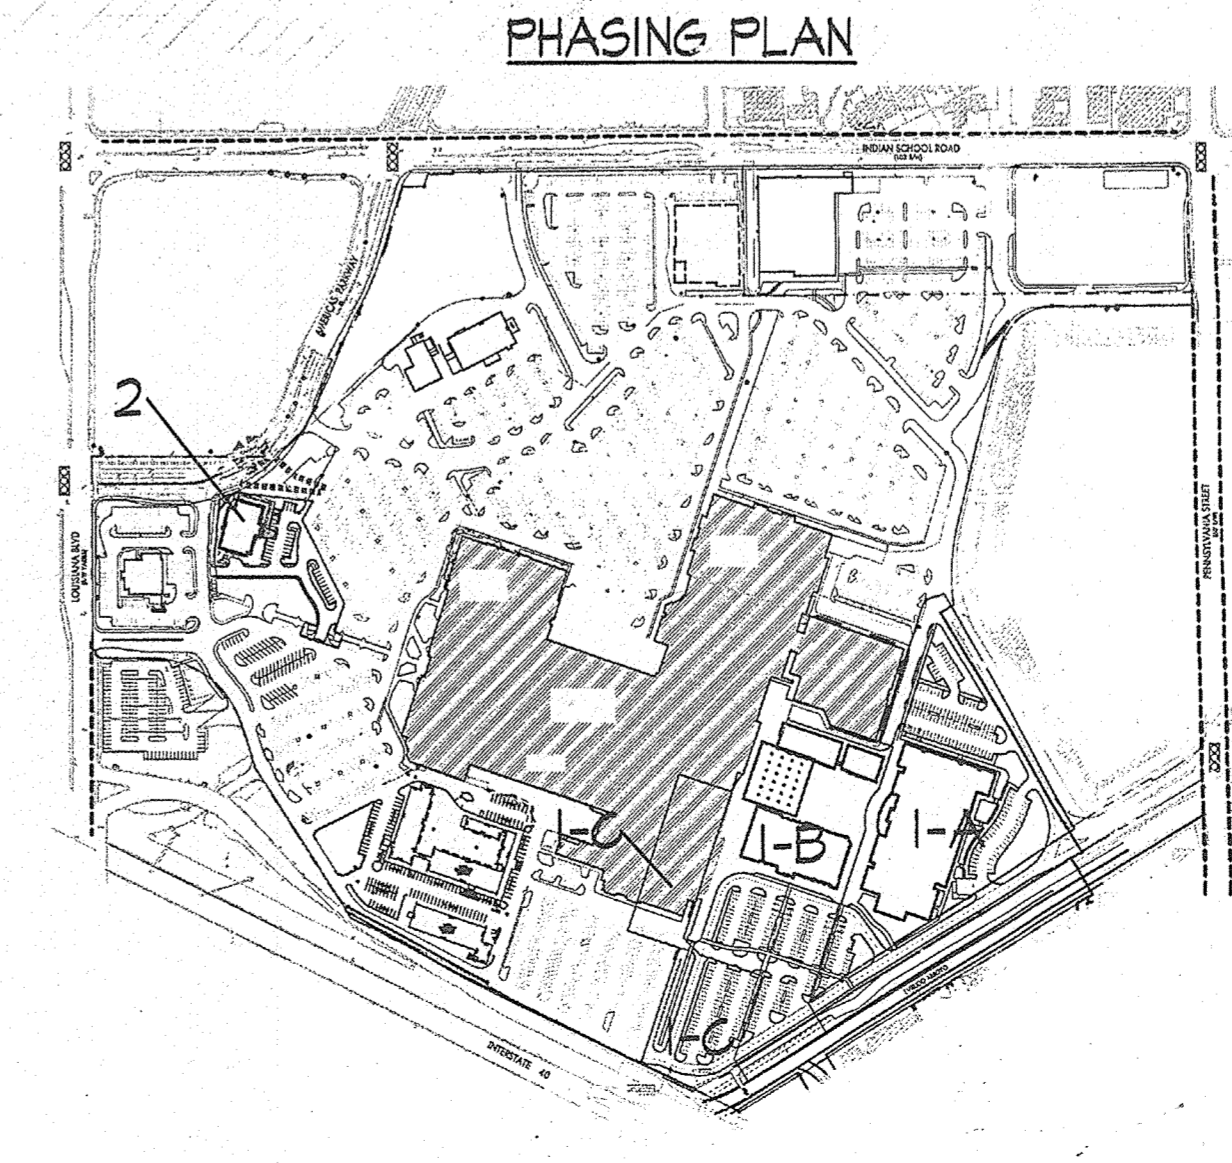 PHASING PLAN
INDIAN SCHOOL ROAD
AMERICAS PARKWAY
2
LOUISIANA BLVD
PENNSYLVANIA STREET
1-C
1-B
1-A
1-C
INTERSTATE 40